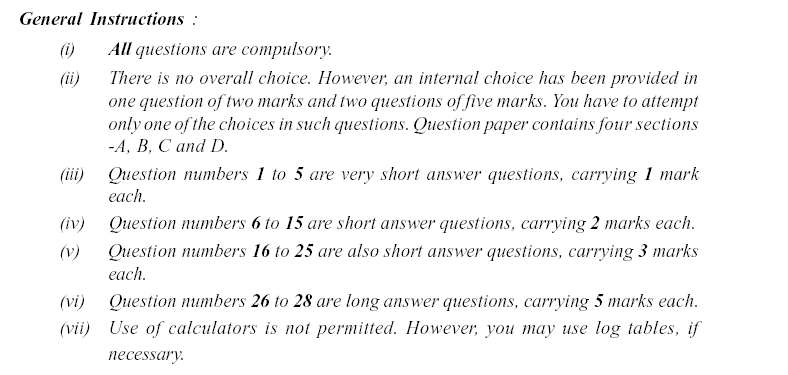 General Instructions :
(i) All questions are compulsory.
(ii) There is no overall choice. However, an internal choice has been provided in
one question of two marks and two questions of five marks. You have to attempt
only one of the choices in such questions. Question paper contains four sections
-A, B, C and D.
(iii) Question numbers 1 to 5 are very short answer questions, carrying 1 mark
each.
(iv) Question numbers 6 to 15 are short answer questions, carrying 2 marks each.
(v) Question numbers 16 to 25 are also short answer questions, carrying 3 marks
each.
(vi) Question numbers 26 to 28 are long answer questions, carrying 5 marks each.
(vii) Use of calculators is not permitted. However, you may use log tables, if
necessary.